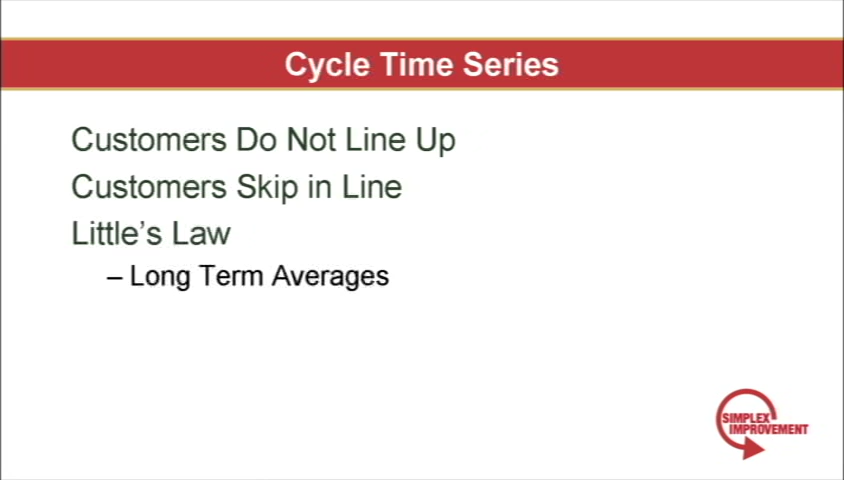 Cycle Time Series
Customers Do Not Line Up
Customers Skip in Line
Little's Law
– Long Term Averages
SIMPLEX
IMPROVEMENT